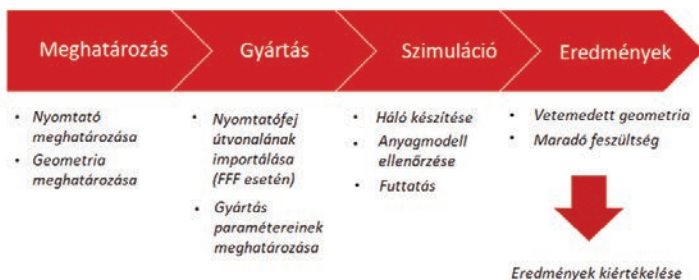 Meghatározás
Gyártás
Szimuláció
Eredmények
• Nyomtató
meghatározása
• Geometria
meghatározása
• Nyomtatófej
útvonalának
importálása
(FFF esetén)
• Gyártás
paramétereinek
meghatározása
• Háló készítése
• Anyagmodell
ellenőrzése
• Futtatás
• Vetemedett geometria
• Maradó feszültség
Eredmények kiértékelése